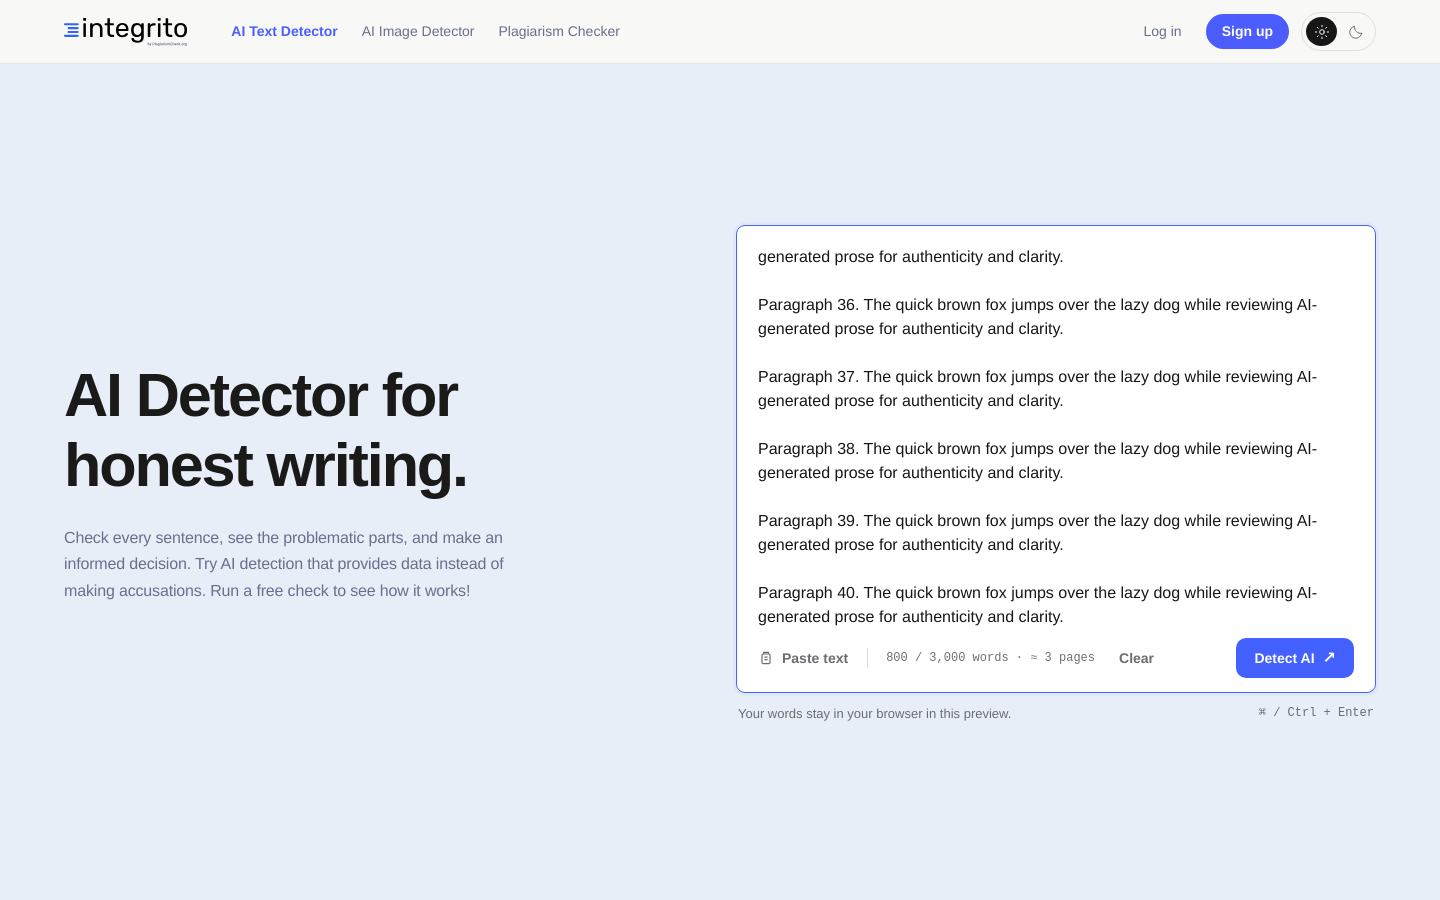 integrito
by PlagiarismCheck.org
AI Text Detector
AI Image Detector
Plagiarism Checker
Log in
Sign up
AI Detector for
honest writing.
Check every sentence, see the problematic parts, and make an
informed decision. Try AI detection that provides data instead of
making accusations. Run a free check to see how it works!
generated prose for authenticity and clarity.
Paragraph 36. The quick brown fox jumps over the lazy dog while reviewing AI-
generated prose for authenticity and clarity.
Paragraph 37. The quick brown fox jumps over the lazy dog while reviewing AI-
generated prose for authenticity and clarity.
Paragraph 38. The quick brown fox jumps over the lazy dog while reviewing AI-
generated prose for authenticity and clarity.
Paragraph 39. The quick brown fox jumps over the lazy dog while reviewing AI-
generated prose for authenticity and clarity.
Paragraph 40. The quick brown fox jumps over the lazy dog while reviewing AI-
generated prose for authenticity and clarity.
Paste text
800 / 3,000 words · ≈ 3 pages
Clear
Detect AI ↗
Your words stay in your browser in this preview.
⌘ / Ctrl + Enter